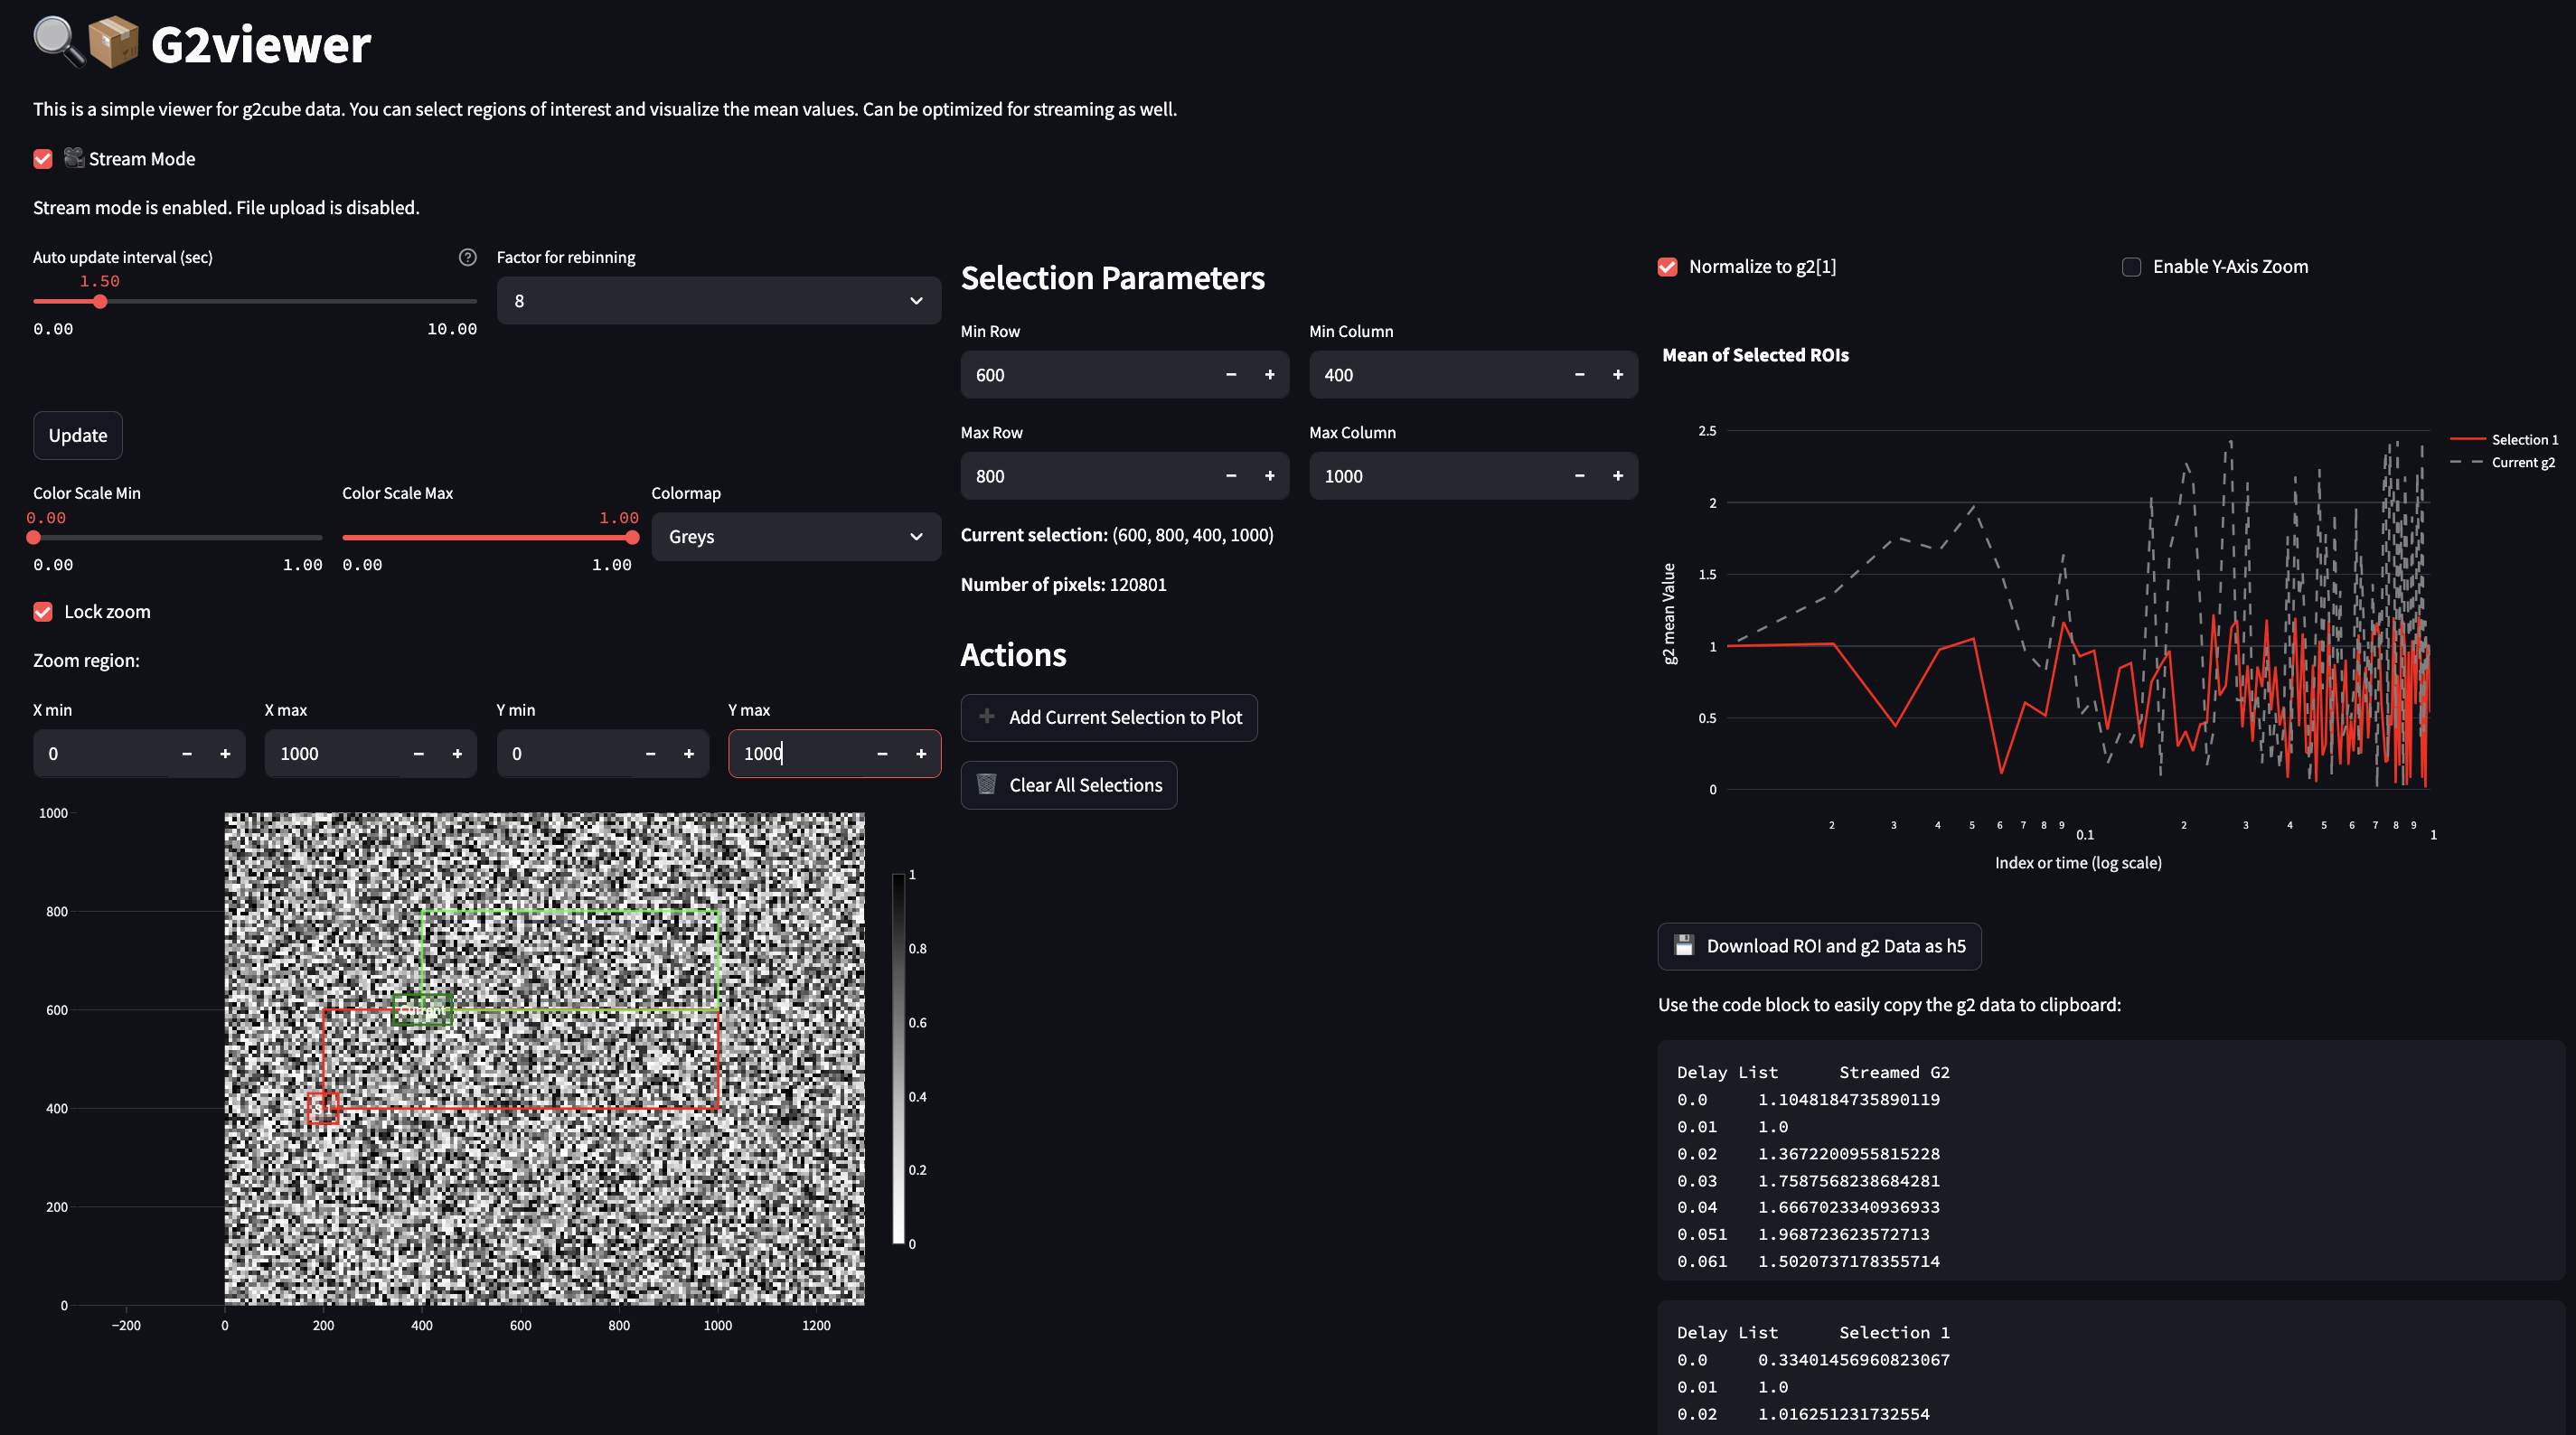 G2viewer
This is a simple viewer for g2cube data. You can select regions of interest and visualize the mean values. Can be optimized for streaming as well.
Stream Mode
Stream mode is enabled. File upload is disabled.
Auto update interval (sec)
1.50
0.00 10.00
Factor for rebinning
8
Update
Color Scale Min
0.00
0.00 1.00
Color Scale Max
1.00
0.00 1.00
Colormap
Greys
Lock zoom
Zoom region:
X min X max Y min Y max
0 1000 0 1000
1000
800
600
400
200
0
−200 0 200 400 600 800 1000 1200
Current
S1
1
0.8
0.6
0.4
0.2
0
Selection Parameters
Min Row Min Column
600 400
Max Row Max Column
800 1000
Current selection: (600, 800, 400, 1000)
Number of pixels: 120801
Actions
Add Current Selection to Plot
Clear All Selections
Normalize to g2[1]
Enable Y-Axis Zoom
Mean of Selected ROIs
g2 mean Value
2.5
2
1.5
1
0.5
0
2 3 4 5 6 7 8 9 0.1 2 3 4 5 6 7 8 9 1
Index or time (log scale)
Selection 1
Current g2
Download ROI and g2 Data as h5
Use the code block to easily copy the g2 data to clipboard:
Delay List Streamed G2
0.0 1.1048184735890119
0.01 1.0
0.02 1.3672200955815228
0.03 1.7587568238684281
0.04 1.6667023340936933
0.051 1.968723623572713
0.061 1.5020737178355714
Delay List Selection 1
0.0 0.33401456960823067
0.01 1.0
0.02 1.016251231732554